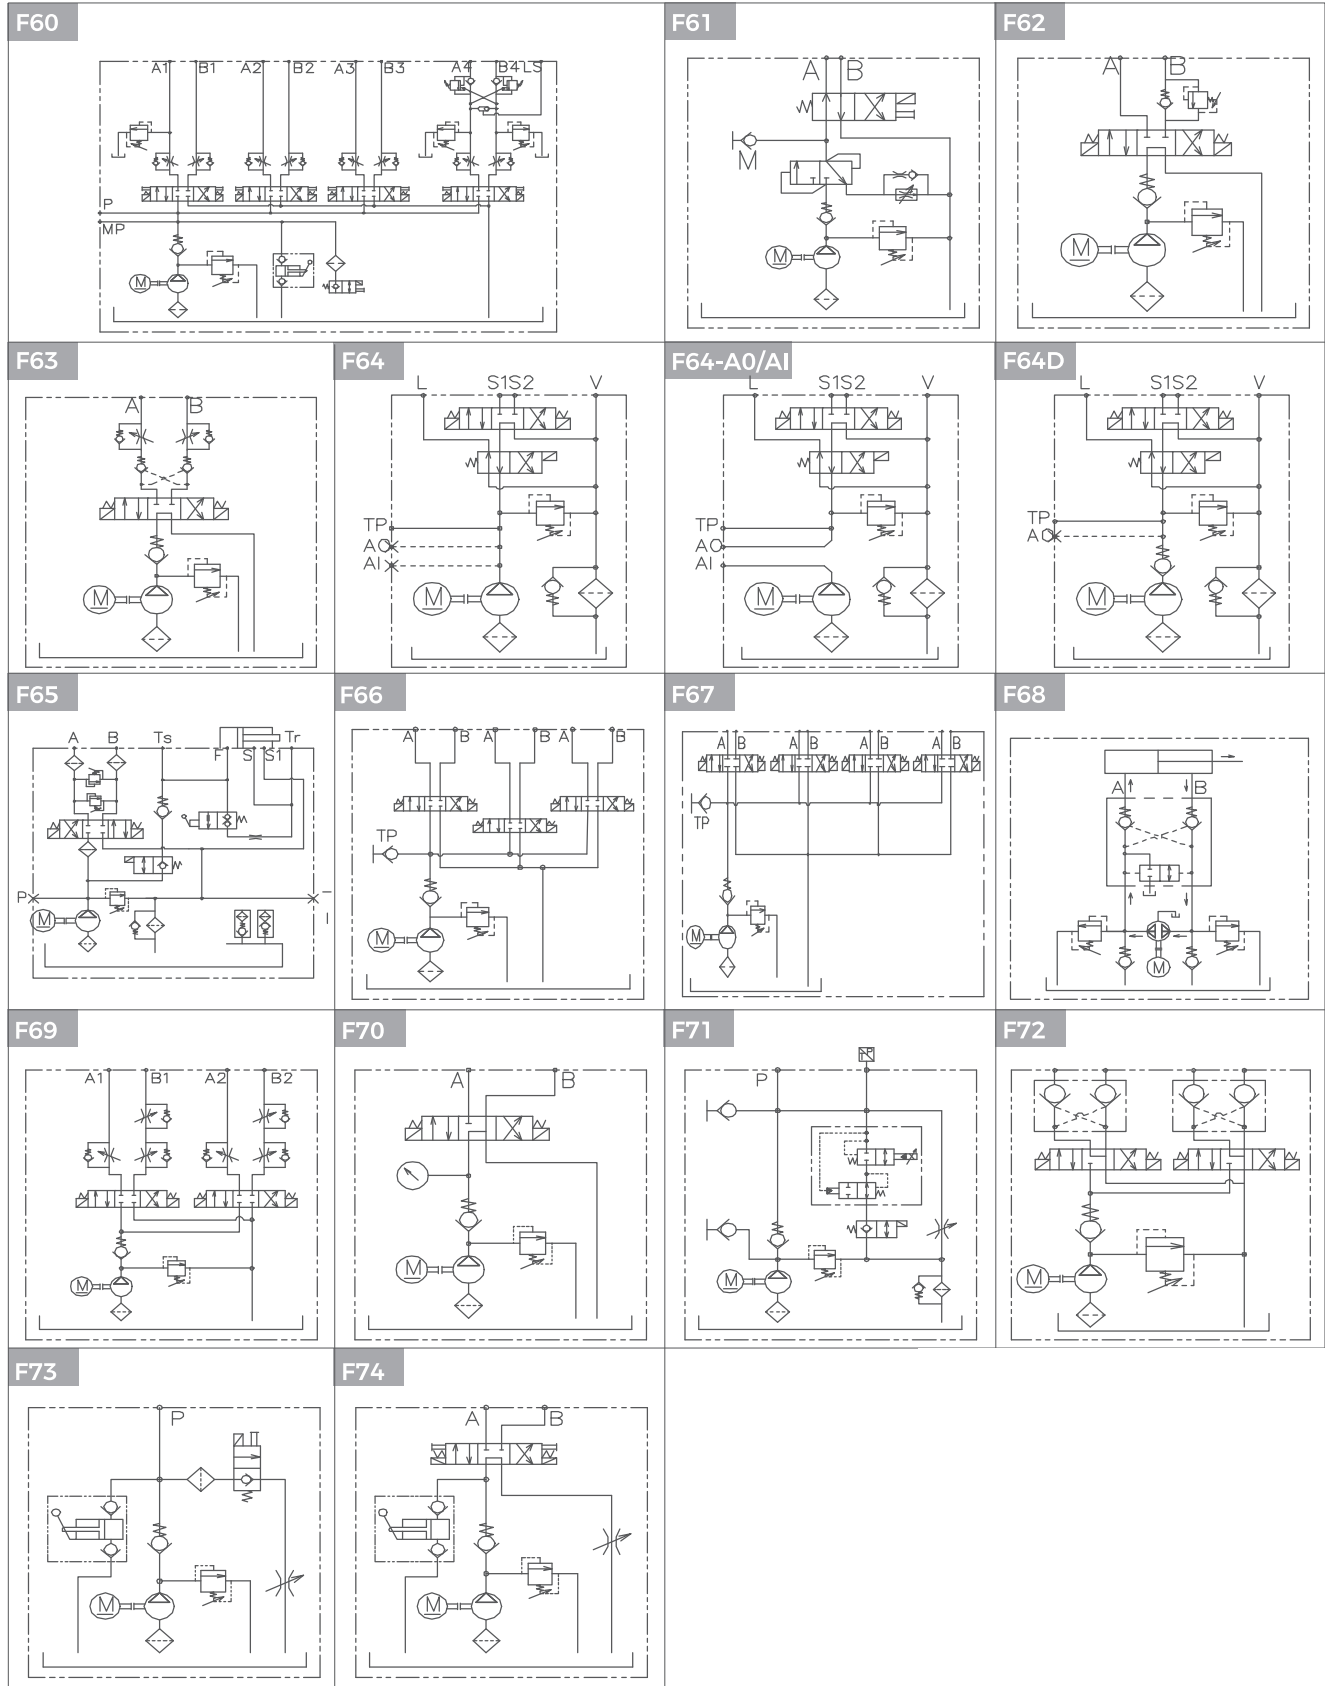 F60
A1 B1 A2 B2 A3 B3 A4 B4 LS
P
MP
M
F61
A B
M
M
F62
A B
M
F63
A B
M
F64
L S1S2 V
TP
AO
AI
M
F64-A0/AI
L S1S2 V
TP
AO
AI
M
F64D
L S1S2 V
TP
AO
M
F65
A B Ts F S S1 Tr
P
M
F66
A B A B A B
TP
M
F67
A B A B A B A B
TP
M
F68
A B
M
F69
A1 B1 A2 B2
M
F70
A B
M
F71
P
M
F72
M
F73
P
M
F74
A B
M